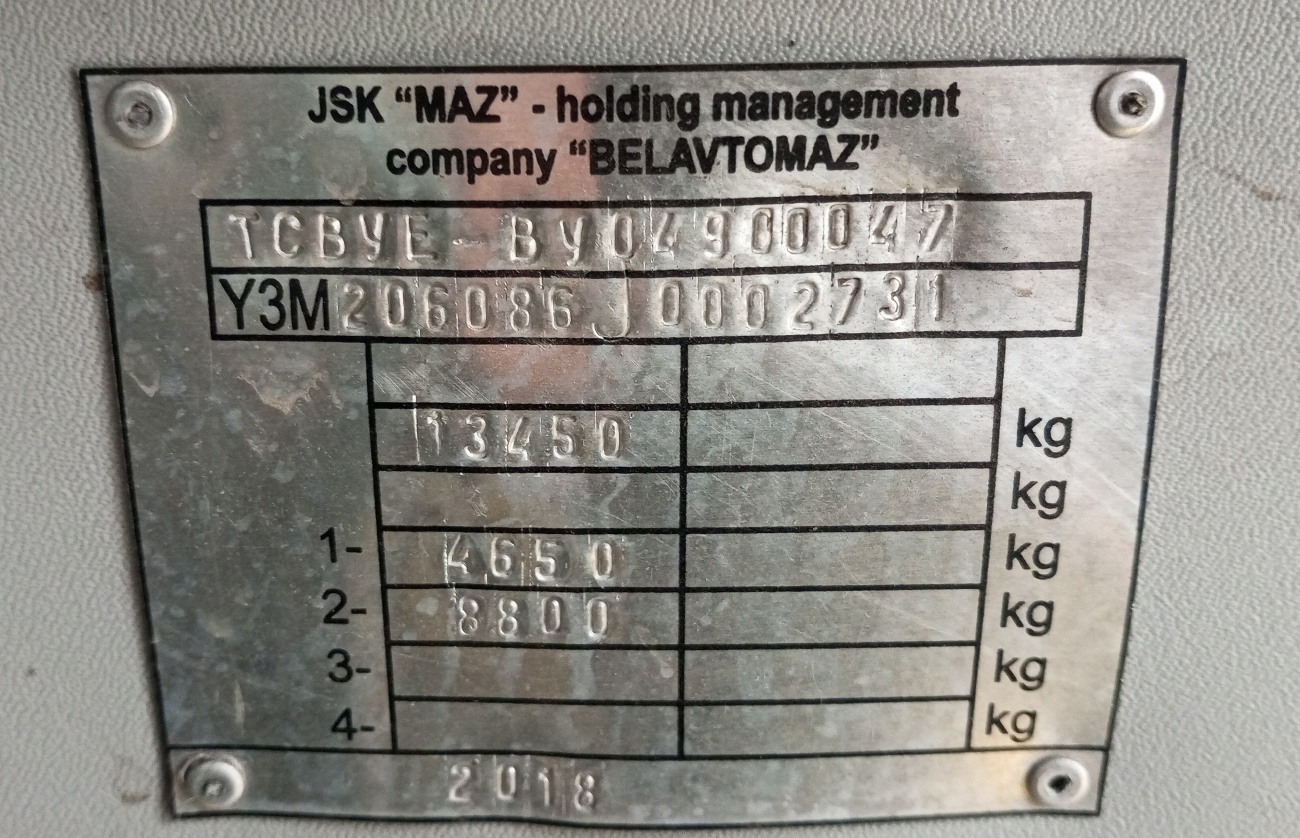 JSK “MAZ” - holding management
company “BELAVTOMAZ”
ТСВУЕ - ВУ04900047
Y3M206086J0002731
13450 kg
kg
1- 4650 kg
2- 8800 kg
3- kg
4- kg
2018